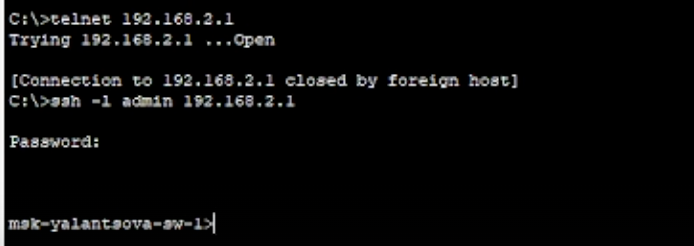 C:\>telnet 192.168.2.1
Trying 192.168.2.1 ...Open
[Connection to 192.168.2.1 closed by foreign host]
C:\>ssh -l admin 192.168.2.1
Password:
msk-yalantsova-sw-1>